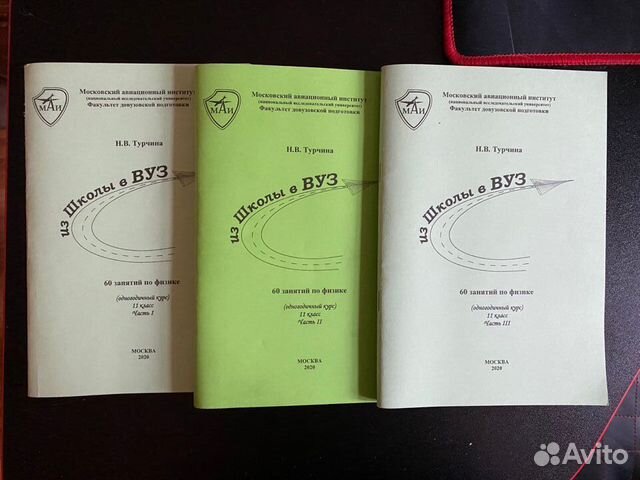 МАИ
Московский авиационный институт
(национальный исследовательский университет)
Факультет довузовской подготовки
Н.В. Турчина
из Школы в ВУЗ
60 занятий по физике
(одногодичный курс)
11 класс
Часть I
МОСКВА
2020
МАИ
Московский авиационный институт
(национальный исследовательский университет)
Факультет довузовской подготовки
Н.В. Турчина
из Школы в ВУЗ
60 занятий по физике
(одногодичный курс)
11 класс
Часть II
МОСКВА
2020
МАИ
Московский авиационный институт
(национальный исследовательский университет)
Факультет довузовской подготовки
Н.В. Турчина
из Школы в ВУЗ
60 занятий по физике
(одногодичный курс)
11 класс
Часть III
МОСКВА
2020
Avito